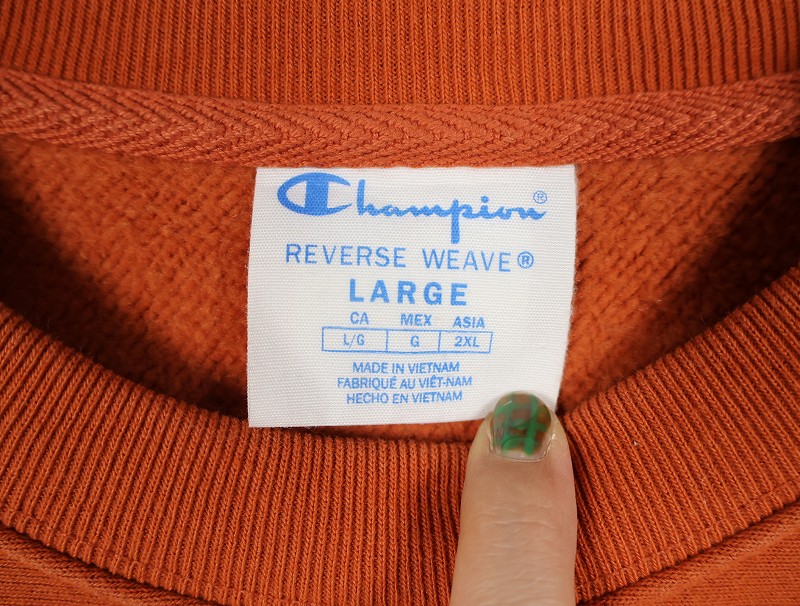 Champion®
REVERSE WEAVE®
LARGE
CA MEX ASIA
L/G G 2XL
MADE IN VIETNAM
FABRIQUÉ AU VIÊT-NAM
HECHO EN VIETNAM